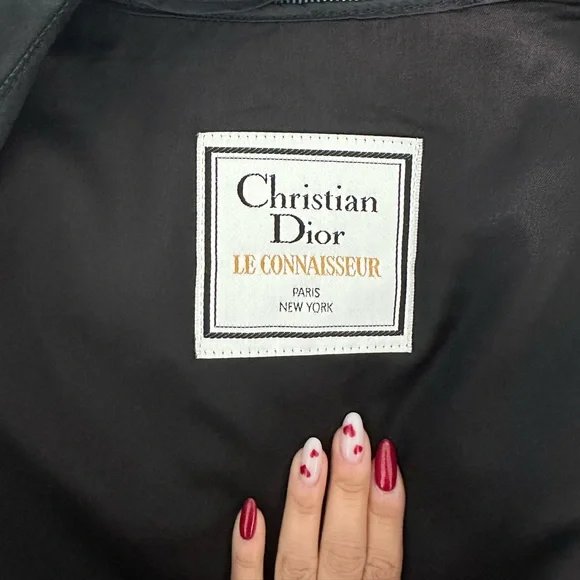 Christian
Dior
LE CONNAISSEUR
PARIS
NEW YORK